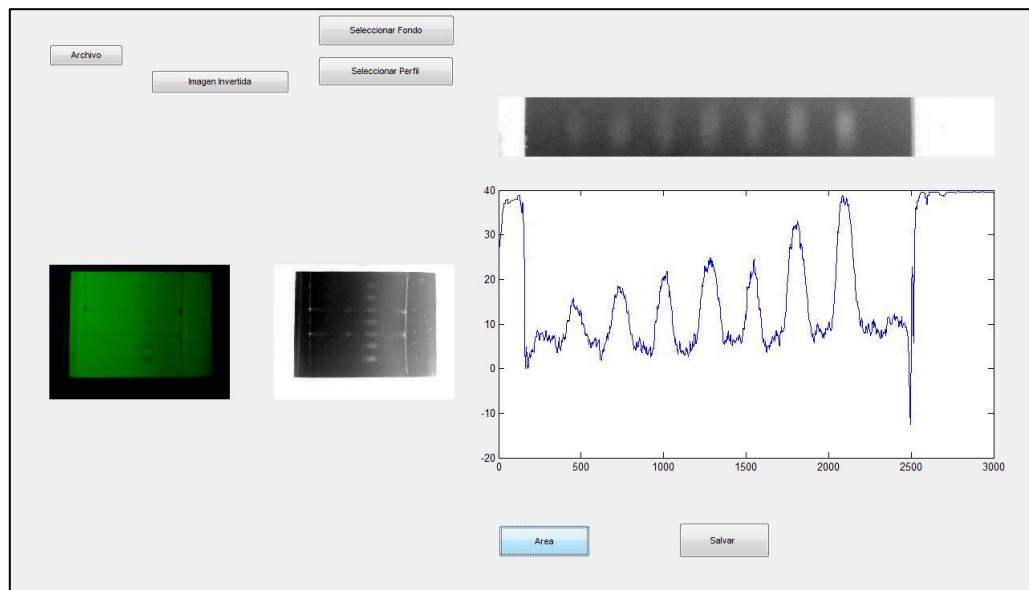 Seleccionar Fondo
Archivo
Seleccionar Perfil
Imagen Invertida
40
30
20
10
0
-10
-20
0
500
1000
1500
2000
2500
3000
Area
Salvar